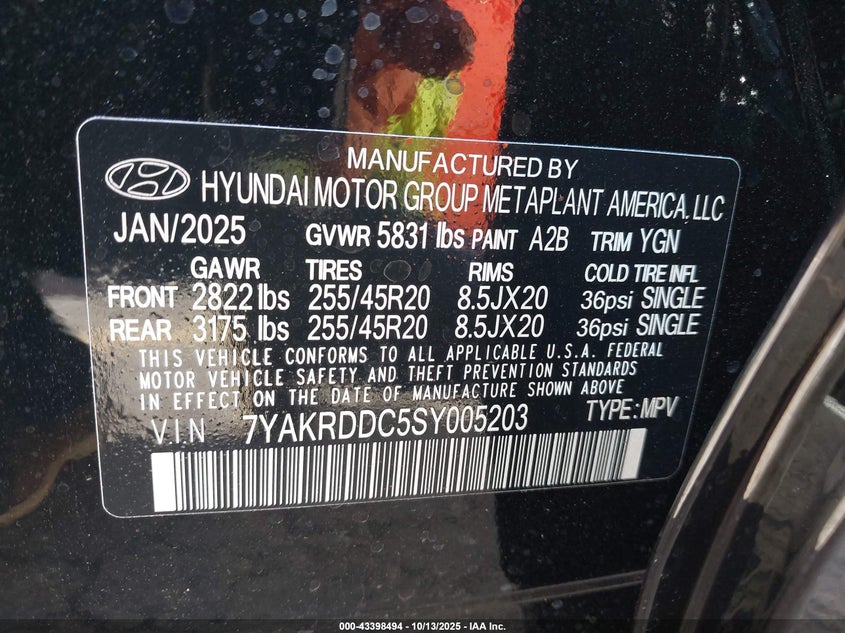 MANUFACTURED BY
HYUNDAI MOTOR GROUP METAPLANT AMERICA, LLC
JAN/2025 GVWR 5831 lbs PAINT A2B TRIM YGN
GAWR TIRES RIMS COLD TIRE INFL
FRONT 2822 lbs 255/45R20 8.5JX20 36psi SINGLE
REAR 3175 lbs 255/45R20 8.5JX20 36psi SINGLE
THIS VEHICLE CONFORMS TO ALL APPLICABLE U.S.A. FEDERAL
MOTOR VEHICLE SAFETY AND THEFT PREVENTION STANDARDS
IN EFFECT ON THE DATE OF MANUFACTURE SHOWN ABOVE
VIN 7YAKRDDC5SY005203 TYPE:MPV
000-43398494 - 10/13/2025 - IAA Inc.